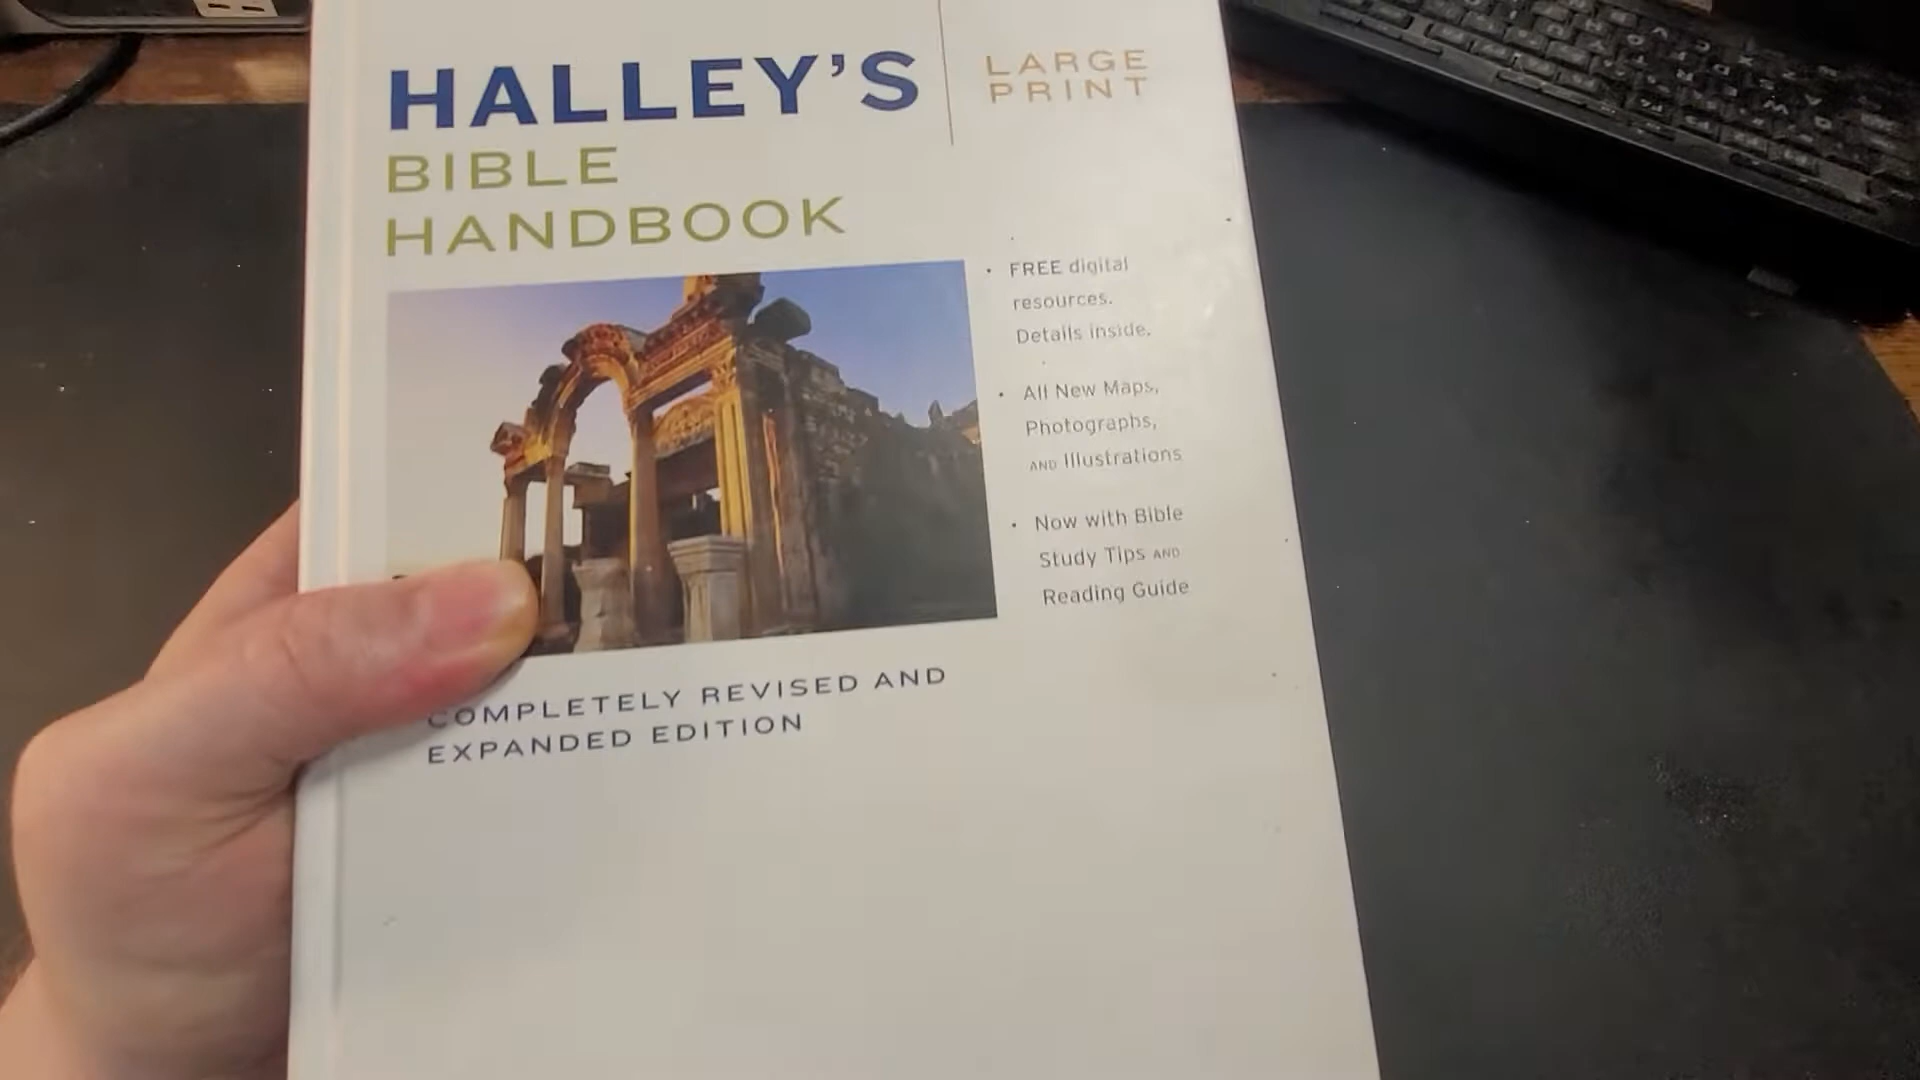 HALLEY'S
BIBLE
HANDBOOK
LARGE
PRINT
• FREE digital
resources.
Details inside.
• All New Maps,
Photographs,
AND Illustrations
• Now with Bible
Study Tips AND
Reading Guide
COMPLETELY REVISED AND
EXPANDED EDITION